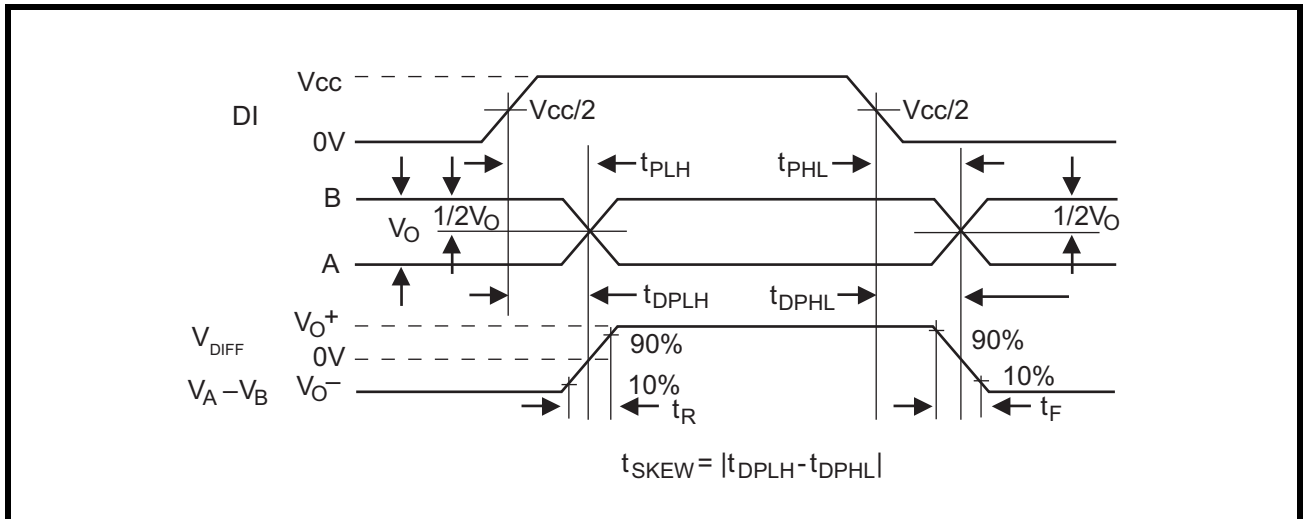 Vcc
DI
Vcc/2
Vcc/2
0V
tPLH
tPHL
B
1/2VO
VO
1/2VO
A
tDPLH
tDPHL
VO+
VDIFF
90%
90%
0V
10%
10%
VA –VB
VO–
tR
tF
tSKEW = |tDPLH - tDPHL|